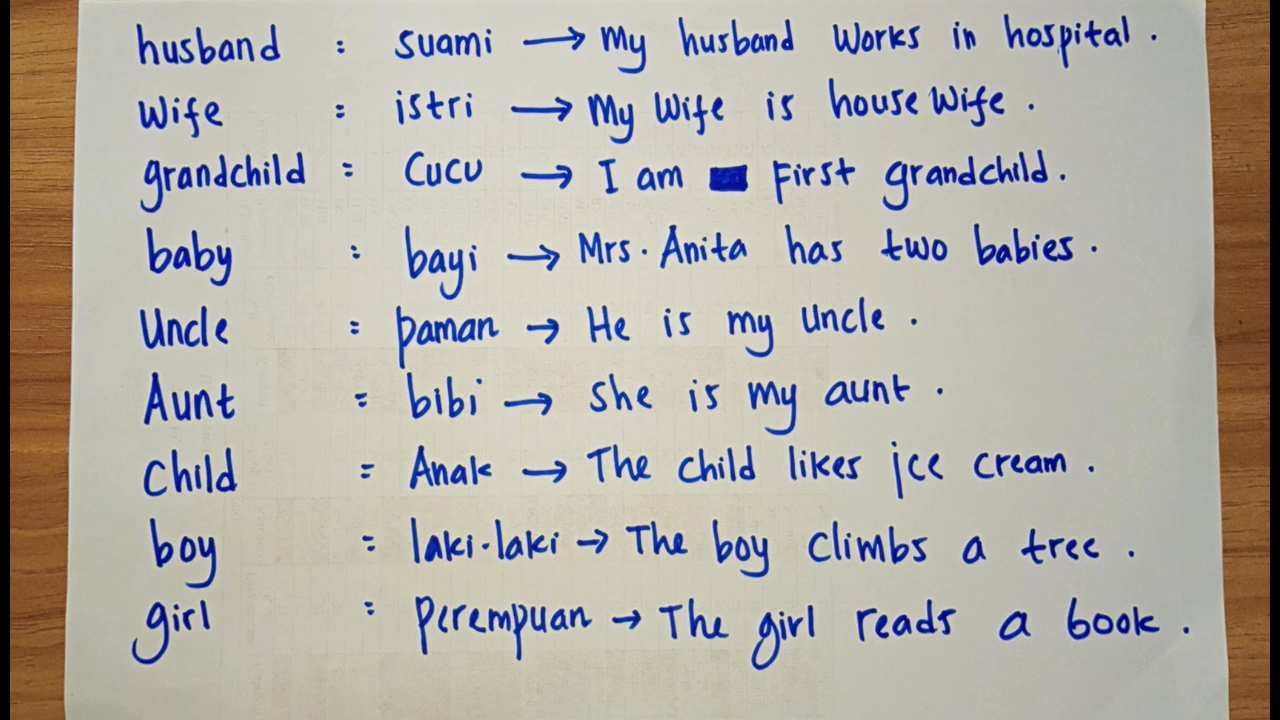 husband : suami → My husband works in hospital.
Wife : istri → My Wife is house Wife.
grandchild : Cucu → I am First grandchild.
baby : bayi → Mrs. Anita has two babies.
Uncle : paman → He is my Uncle.
Aunt : bibi → She is my aunt.
Child : Anak → The child likes ice cream.
boy : laki-laki → The boy climbs a tree.
girl : perempuan → The girl reads a book.